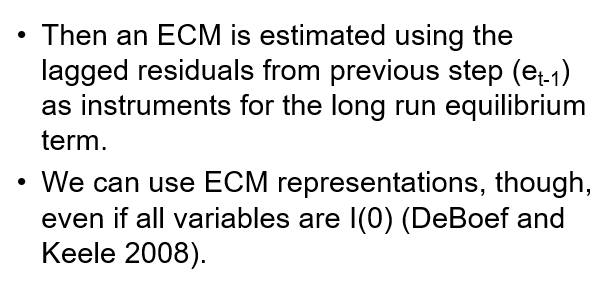 • Then an ECM is estimated using the
lagged residuals from previous step (e_{t-1})
as instruments for the long run equilibrium
term.
• We can use ECM representations, though,
even if all variables are I(0) (DeBoef and
Keele 2008).